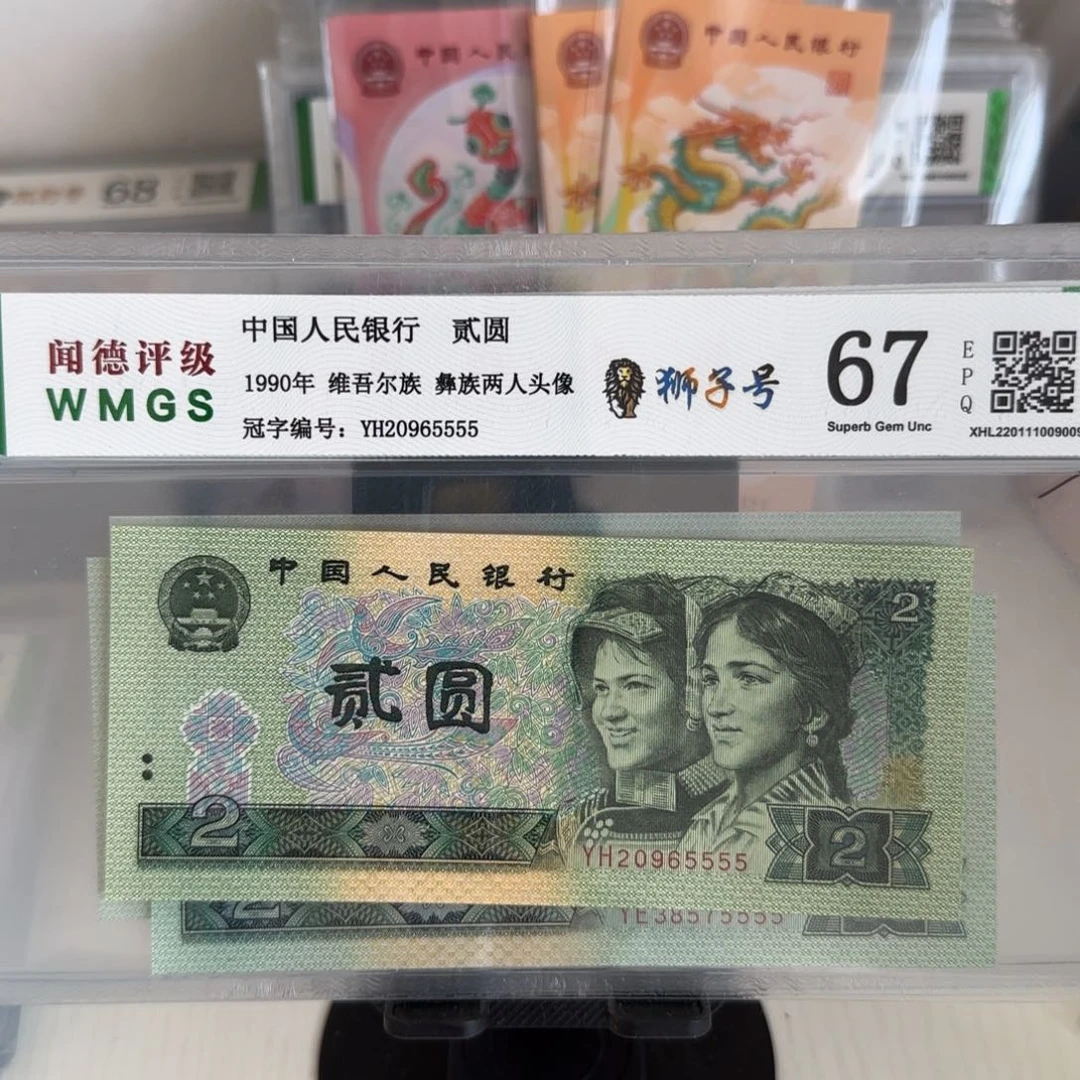 中国人民
中国人民银行
68
闻德评级
WMGS
中国人民银行 贰圆
1990年 维吾尔族 彝族两人头像
冠字编号：YH20965555
狮子号
67
Superb Gem Unc
EPQ
XHL220111009009
中国人民银行
2
贰圆
2
YH20965555
2
2
YE38575555